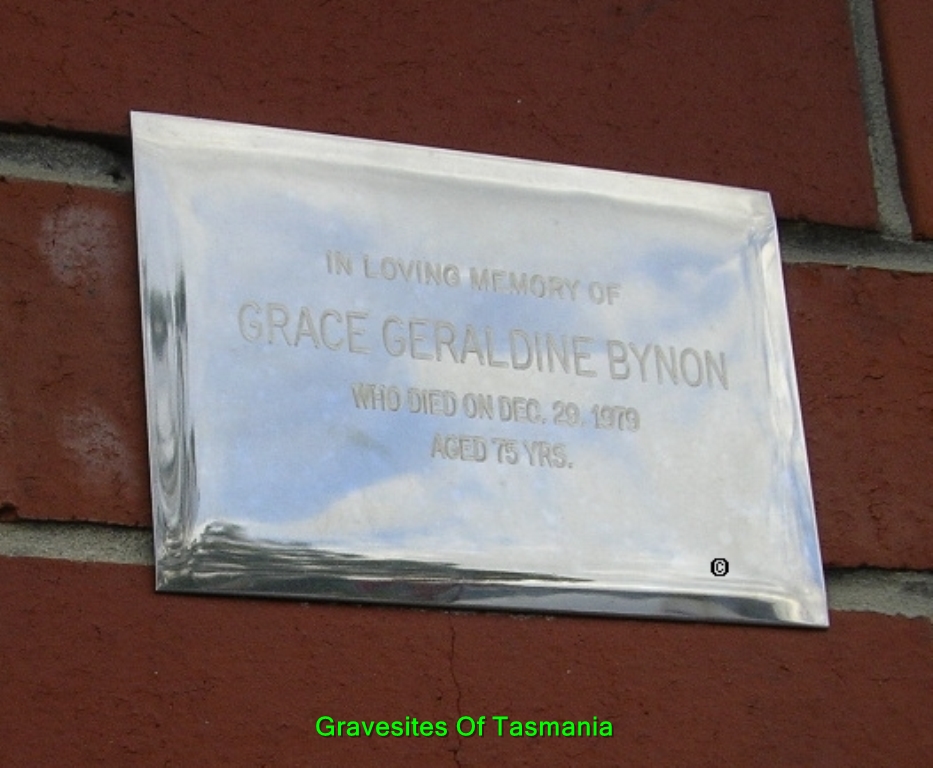 IN LOVING MEMORY OF
GRACE GERALDINE BYNON
WHO DIED ON DEC. 29. 1979
AGED 75 YRS.
©
Gravesites Of Tasmania